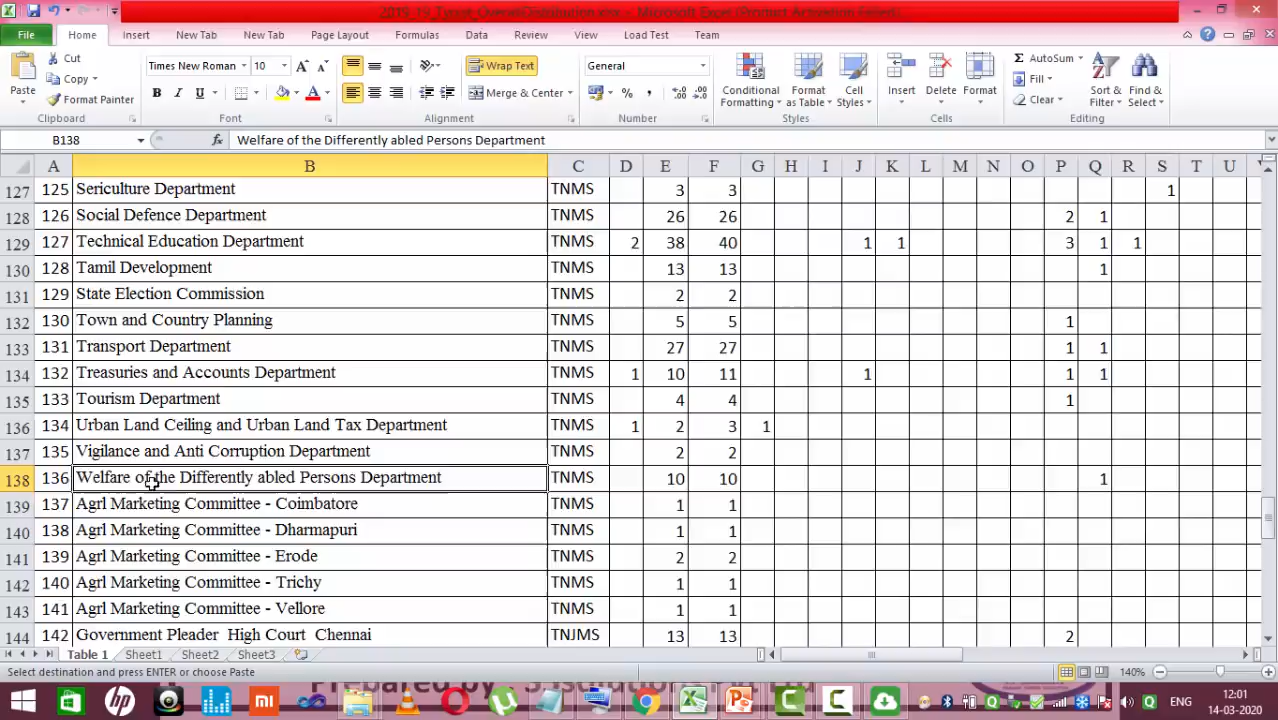 2019_19_Typist_OverallDistribution.xlsx - Microsoft Excel (Product Activation Failed)
File Home Insert New Tab New Tab Page Layout Formulas Data Review View Load Test Team
Paste Cut Copy Format Painter Clipboard
Times New Roman 10 B I U Font
Wrap Text Merge & Center Alignment
General % , Number
Conditional Formatting Format as Table Cell Styles Styles
Insert Delete Format Cells
Σ AutoSum Fill Clear Sort & Filter Find & Select Editing
B138 fx Welfare of the Differently abled Persons Department
A B C D E F G H I J K L M N O P Q R S T U
127 125 Sericulture Department TNMS 3 3 1
128 126 Social Defence Department TNMS 26 26 2 1
129 127 Technical Education Department TNMS 2 38 40 1 1 3 1 1
130 128 Tamil Development TNMS 13 13 1
131 129 State Election Commission TNMS 2 2
132 130 Town and Country Planning TNMS 5 5 1
133 131 Transport Department TNMS 27 27 1 1
134 132 Treasuries and Accounts Department TNMS 1 10 11 1 1 1
135 133 Tourism Department TNMS 4 4 1
136 134 Urban Land Ceiling and Urban Land Tax Department TNMS 1 2 3 1
137 135 Vigilance and Anti Corruption Department TNMS 2 2
138 136 Welfare of the Differently abled Persons Department TNMS 10 10 1
139 137 Agrl Marketing Committee - Coimbatore TNMS 1 1
140 138 Agrl Marketing Committee - Dharmapuri TNMS 1 1
141 139 Agrl Marketing Committee - Erode TNMS 2 2
142 140 Agrl Marketing Committee - Trichy TNMS 1 1
143 141 Agrl Marketing Committee - Vellore TNMS 1 1
144 142 Government Pleader High Court Chennai TNJMS 13 13 2
Table 1 Sheet1 Sheet2 Sheet3
Select destination and press ENTER or choose Paste 140%
ENG 12:01
14-03-2020